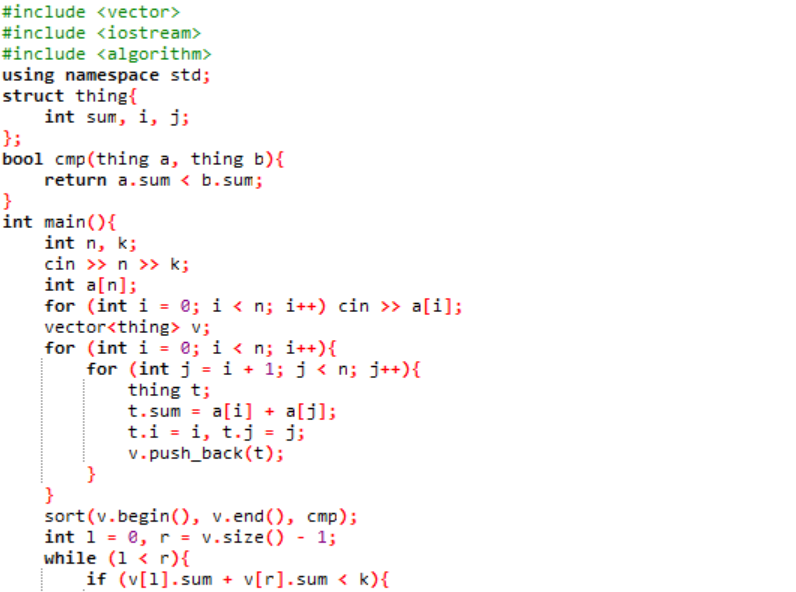 #include <vector>
#include <iostream>
#include <algorithm>
using namespace std;
struct thing{
    int sum, i, j;
};
bool cmp(thing a, thing b){
    return a.sum < b.sum;
}
int main(){
    int n, k;
    cin >> n >> k;
    int a[n];
    for (int i = 0; i < n; i++) cin >> a[i];
    vector<thing> v;
    for (int i = 0; i < n; i++){
        for (int j = i + 1; j < n; j++){
            thing t;
            t.sum = a[i] + a[j];
            t.i = i, t.j = j;
            v.push_back(t);
        }
    }
    sort(v.begin(), v.end(), cmp);
    int l = 0, r = v.size() - 1;
    while (l < r){
        if (v[l].sum + v[r].sum < k){